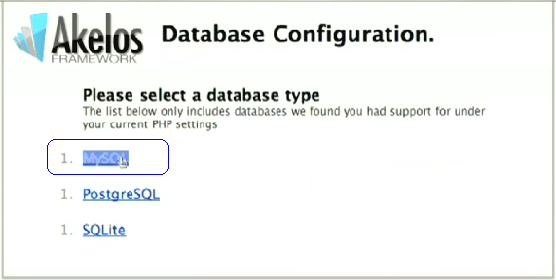 Akelos
FRAMEWORK
Database Configuration.
Please select a database type
The list below only includes databases we found you had support for under
your current PHP settings
1. MySQL
1. PostgreSQL
1. SQLite